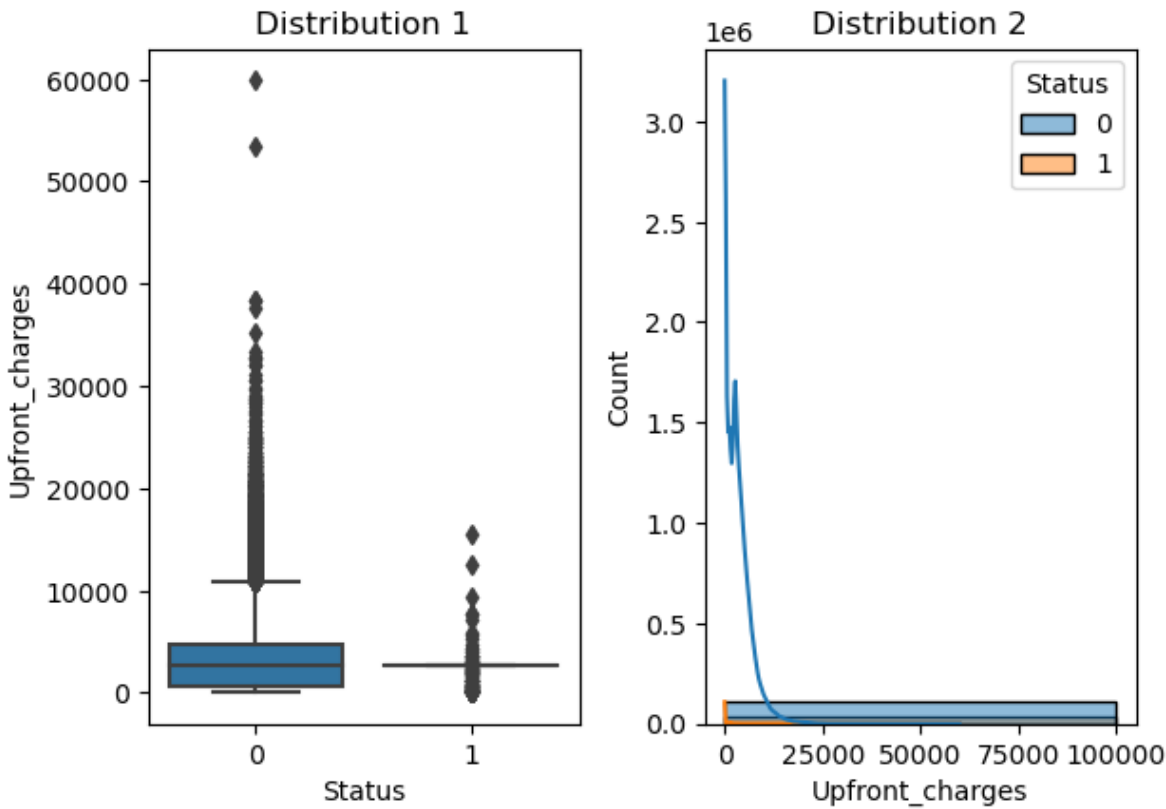 Distribution 1
Upfront_charges
60000
50000
40000
30000
20000
10000
0
0 1
Status
Distribution 2
1e6
Count
3.0
2.5
2.0
1.5
1.0
0.5
0.0
0 25000 50000 75000 100000
Upfront_charges
Status
0
1